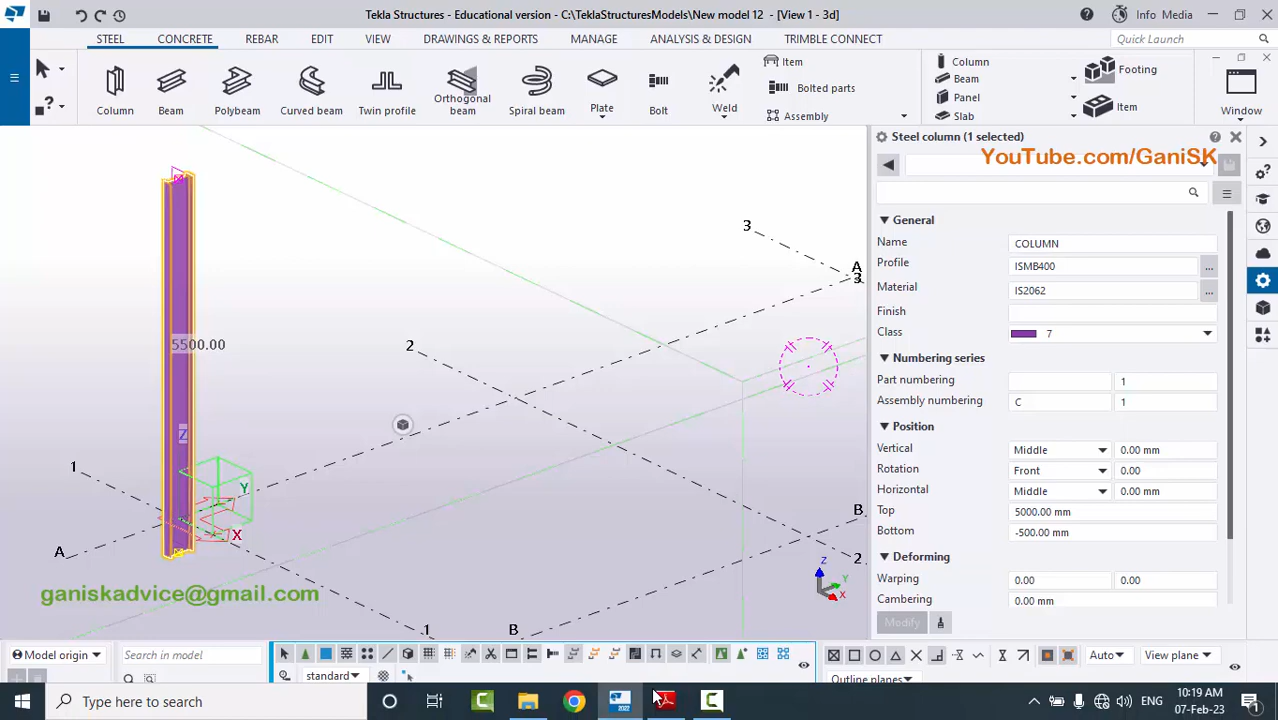 Tekla Structures - Educational version - C:\TeklaStructuresModels\New model 12 - [View 1 - 3d]
Info Media
STEEL CONCRETE REBAR EDIT VIEW DRAWINGS & REPORTS MANAGE ANALYSIS & DESIGN TRIMBLE CONNECT
Quick Launch
Column Beam Polybeam Curved beam Twin profile Orthogonal beam Spiral beam Plate Bolt Weld
Item
Bolted parts
Assembly
Column
Beam
Panel
Slab
Footing
Item
Window
Steel column (1 selected)
YouTube.com/GaniSK
General
Name COLUMN
Profile ISMB400 ...
Material IS2062 ...
Finish
Class 7
Numbering series
Part numbering 1
Assembly numbering C 1
Position
Vertical Middle 0.00 mm
Rotation Front 0.00
Horizontal Middle 0.00 mm
Top 5000.00 mm
Bottom -500.00 mm
Deforming
Warping 0.00 0.00
Cambering 0.00 mm
Modify
3
A
3
2
5500.00
Z
1
Y
X
A
B
2
Z
Y
X
1
B
ganiskadvice@gmail.com
Model origin
Search in model
standard
Auto
View plane
Outline planes
Type here to search
2022
ENG
10:19 AM
07-Feb-23
1